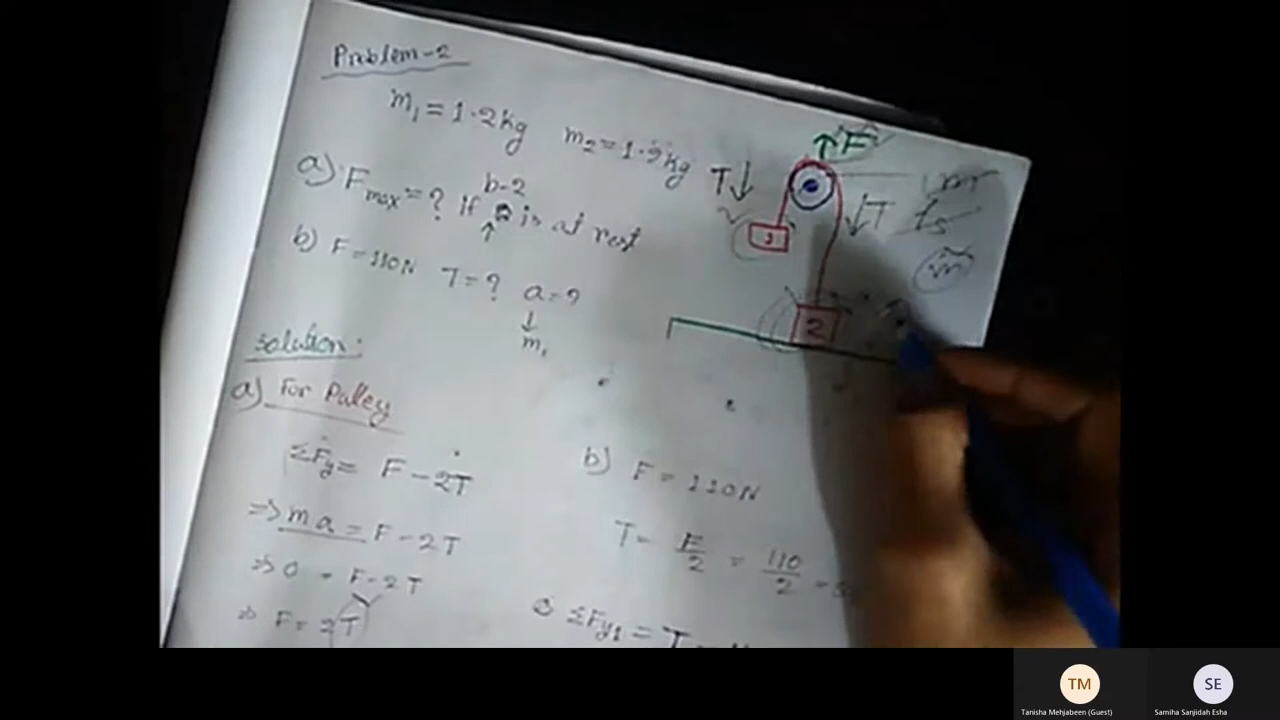 Problem-2
m₁ = 1.2kg m₂ = 1.9kg
a) Fmax = ? if b-2 is at rest
b) F = 110N T = ? a = ?
m₁
↑F
T↓
↓T
1
2
Solution:
a) For Pulley
ΣFy = F - 2T
=> ma = F - 2T
=> 0 = F - 2T
=> F = 2T
b) F = 110N
T = F/2 = 110/2 =
ΣFy₁ = T -
TM
SE
Tanisha Mehjabeen (Guest)
Samiha Sanjidah Esha